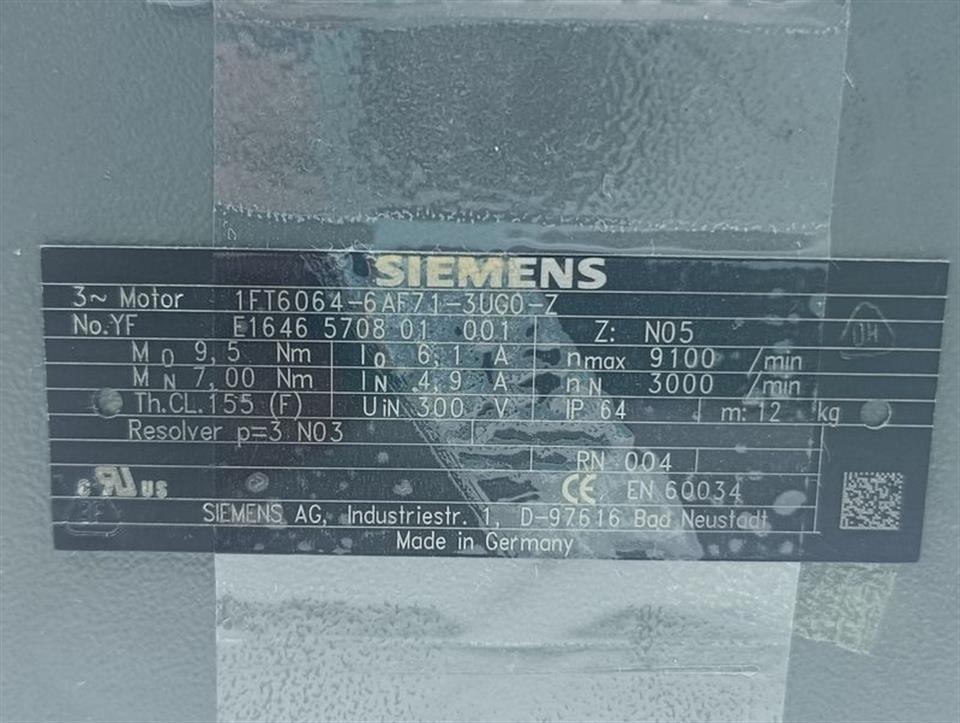 SIEMENS
3~ Motor 1FT6064-6AF71-3UG0-Z
No.YF E1646 5708 01 001 Z: N05
M0 9,5 Nm I0 6,1 A nmax 9100 /min
MN 7,00 Nm IN 4,9 A nN 3000 /min
Th.CL.155 (F) UiN 300 V IP 64 m: 12 kg
Resolver p=3 N03
RN 004
c RU US CE EN 60034
SIEMENS AG, Industriestr. 1, D-97616 Bad Neustadt
Made in Germany